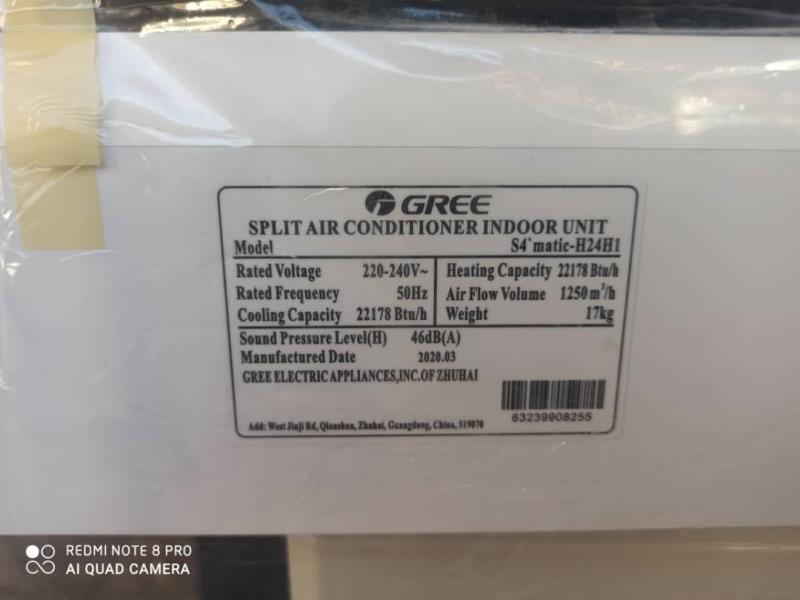 GREE
SPLIT AIR CONDITIONER INDOOR UNIT
Model S4`matic-H24H1
Rated Voltage 220-240V~
Rated Frequency 50Hz
Cooling Capacity 22178 Btu/h
Heating Capacity 22178 Btu/h
Air Flow Volume 1250 m³/h
Weight 17kg
Sound Pressure Level(H) 46dB(A)
Manufactured Date 2020.03
GREE ELECTRIC APPLIANCES,INC.OF ZHUHAI
63239908255
Add: West Jinji Rd, Qianshan, Zhuhai, Guangdong, China, 519070
REDMI NOTE 8 PRO
AI QUAD CAMERA